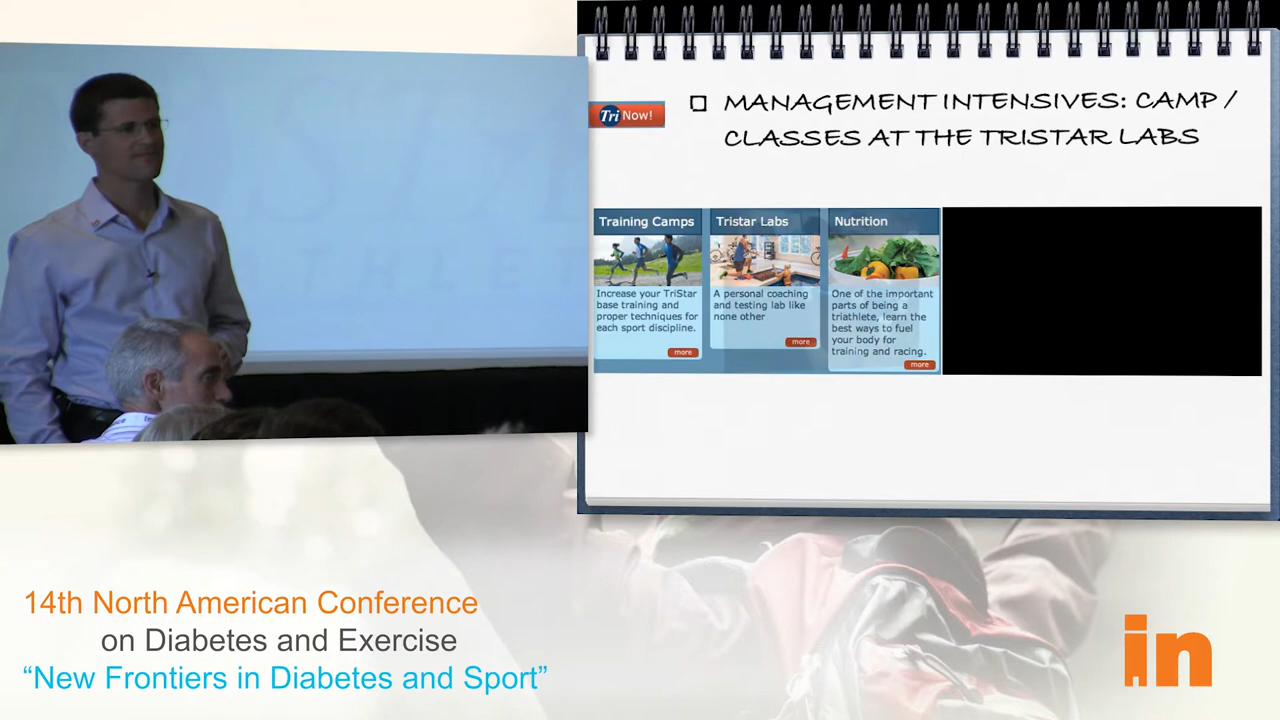 Tri Now!
MANAGEMENT INTENSIVES: CAMP /
CLASSES AT THE TRISTAR LABS
Training Camps
Increase your TriStar
base training and
proper techniques for
each sport discipline.
more
Tristar Labs
A personal coaching
and testing lab like
none other
more
Nutrition
One of the important
parts of being a
triathlete, learn the
best ways to fuel
your body for
training and racing.
more
14th North American Conference
on Diabetes and Exercise
“New Frontiers in Diabetes and Sport”
in